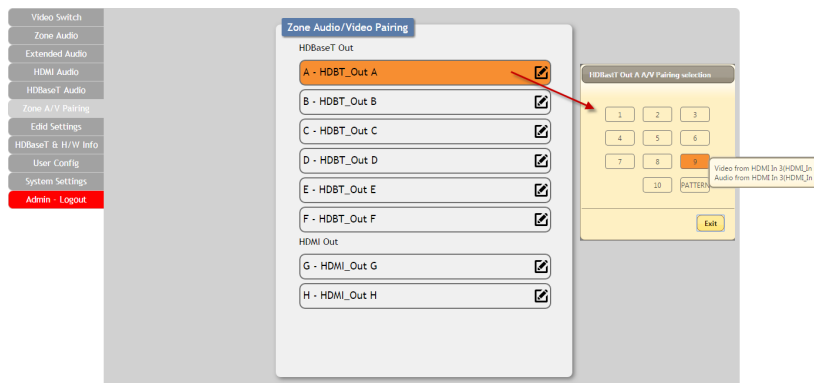 Video Switch
Zone Audio
Extended Audio
HDMI Audio
HDBaseT Audio
Zone A/V Pairing
Edid Settings
HDBaseT & H/W Info
User Config
System Settings
Admin - Logout
Zone Audio/Video Pairing
HDBaseT Out
A - HDBT_Out A
B - HDBT_Out B
C - HDBT_Out C
D - HDBT_Out D
E - HDBT_Out E
F - HDBT_Out F
HDMI Out
G - HDMI_Out G
H - HDMI_Out H
HDBastT Out A A/V Pairing selection
1 2 3
4 5 6
7 8 9
10 PATTERN
Video from HDMI In 3(HDMI_In
Audio from HDMI In 3(HDMI_In
Exit